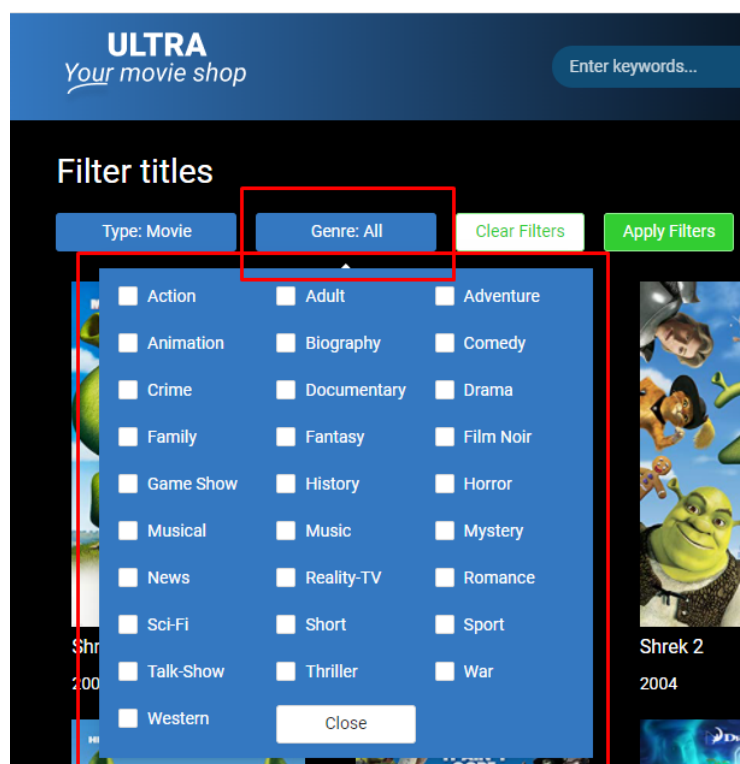 ULTRA
Your movie shop
Enter keywords...
Filter titles
Type: Movie Genre: All Clear Filters Apply Filters
Action Adult Adventure
Animation Biography Comedy
Crime Documentary Drama
Family Fantasy Film Noir
Game Show History Horror
Musical Music Mystery
News Reality-TV Romance
Sci-Fi Short Sport
Shrek 2
Talk-Show Thriller War
2004
Western Close